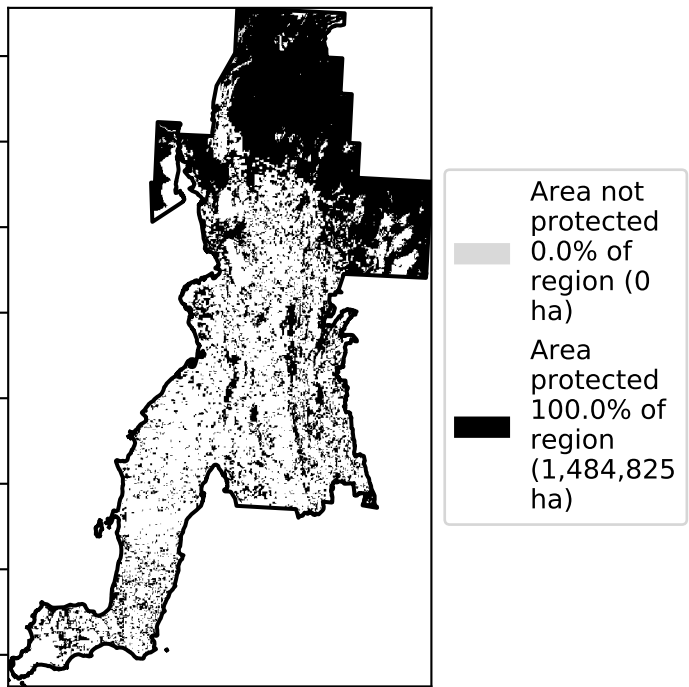 Area not
protected
0.0% of
region (0
ha)
Area
protected
100.0% of
region
(1,484,825
ha)